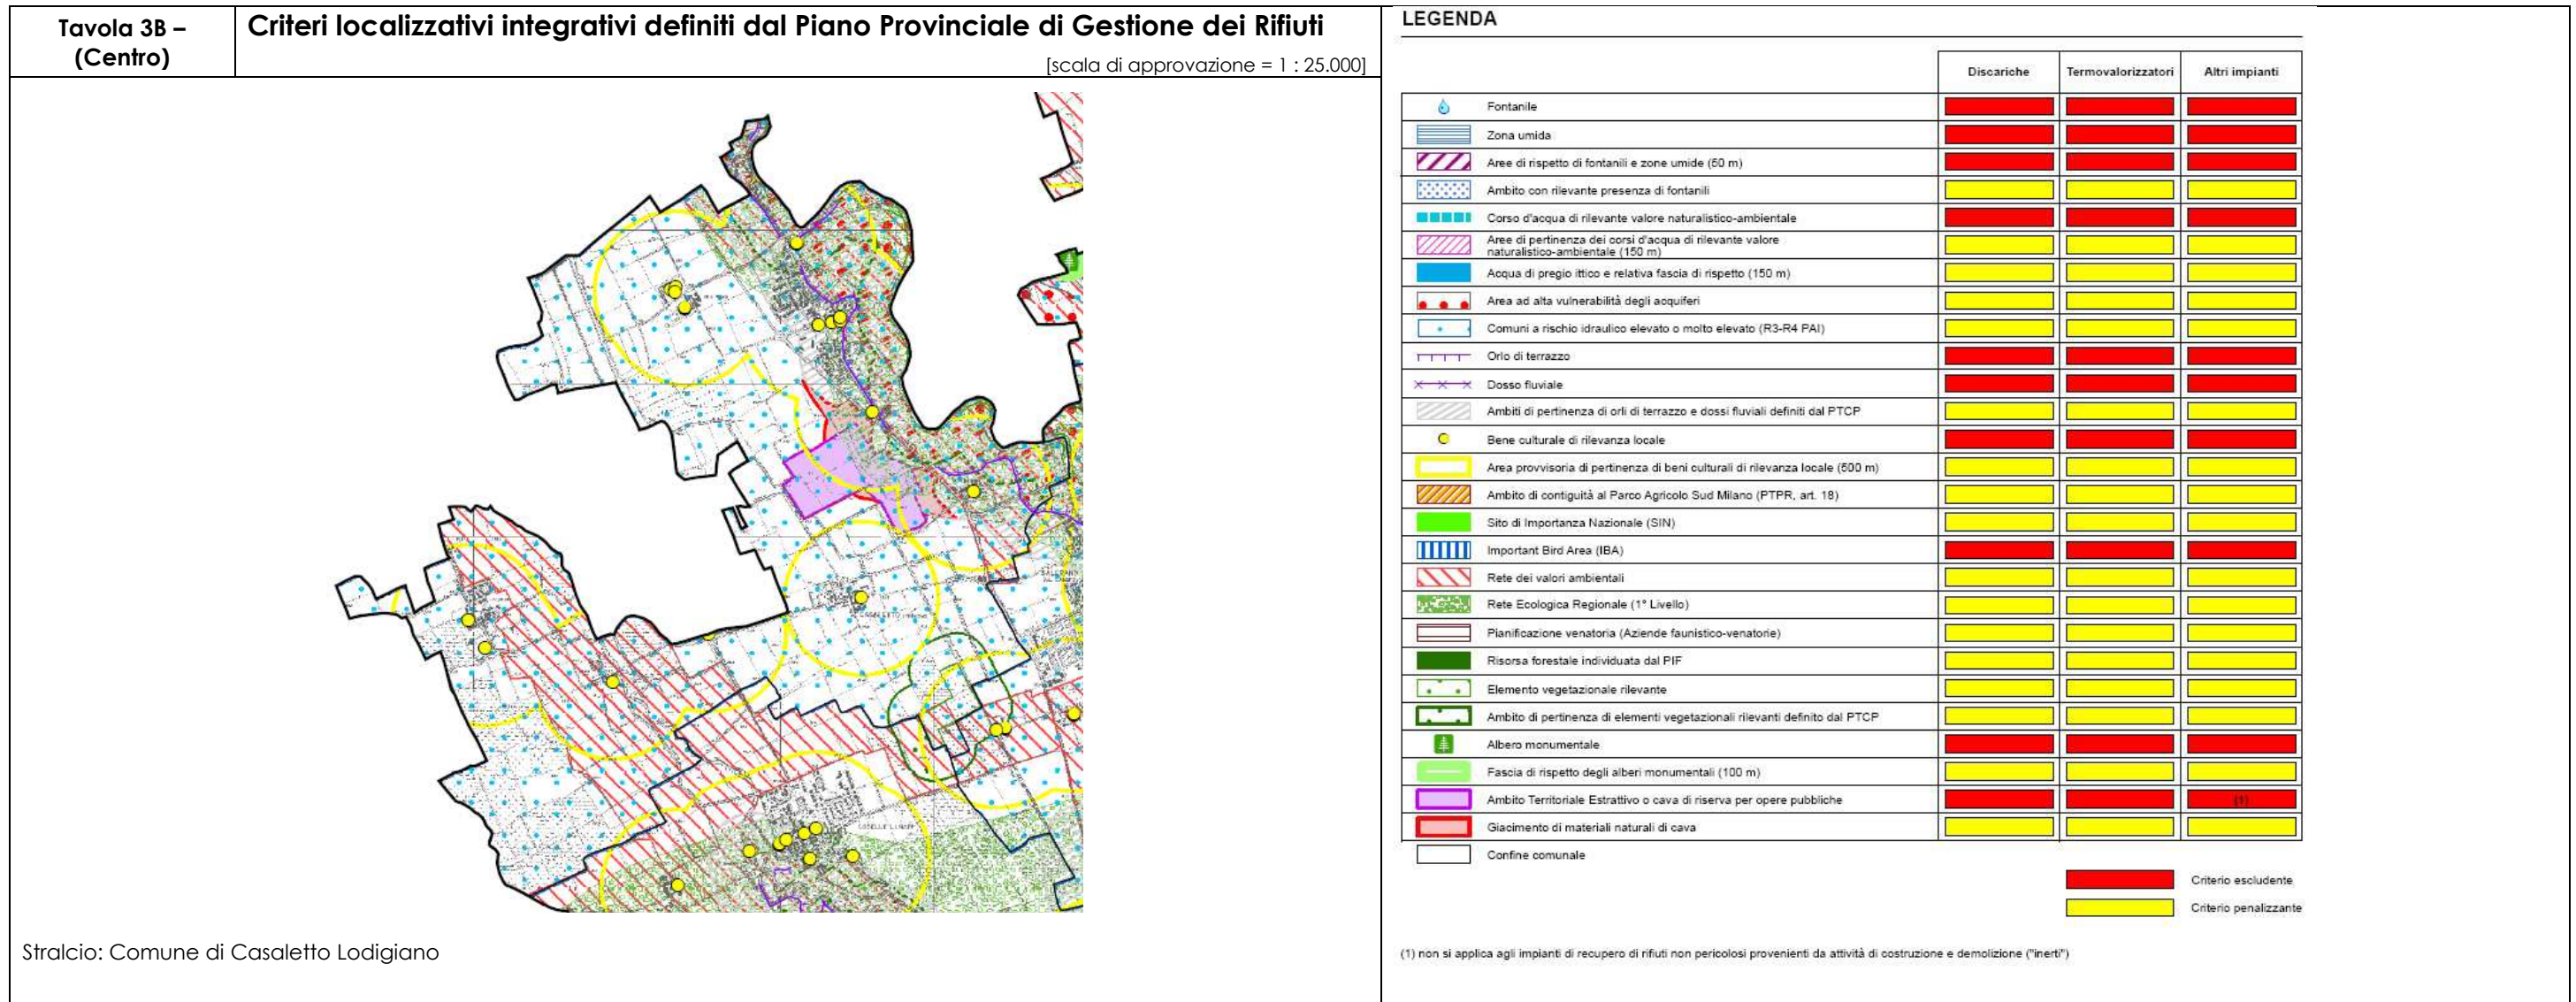 Tavola 3B –
(Centro)
Criteri localizzativi integrativi definiti dal Piano Provinciale di Gestione dei Rifiuti
[scala di approvazione = 1 : 25.000]
Stralcio: Comune di Casaletto Lodigiano
LEGENDA
Discariche Termovalorizzatori Altri impianti
Fontanile
Zona umida
Aree di rispetto di fontanili e zone umide (50 m)
Ambito con rilevante presenza di fontanili
Corso d'acqua di rilevante valore naturalistico-ambientale
Aree di pertinenza dei corsi d'acqua di rilevante valore
naturalistico-ambientale (150 m)
Acqua di pregio ittico e relativa fascia di rispetto (150 m)
Area ad alta vulnerabilità degli acquiferi
Comuni a rischio idraulico elevato o molto elevato (R3-R4 PAI)
Orlo di terrazzo
Dosso fluviale
Ambiti di pertinenza di orli di terrazzo e dossi fluviali definiti dal PTCP
Bene culturale di rilevanza locale
Area provvisoria di pertinenza di beni culturali di rilevanza locale (500 m)
Ambito di contiguità al Parco Agricolo Sud Milano (PTPR, art. 18)
Sito di Importanza Nazionale (SIN)
Important Bird Area (IBA)
Rete dei valori ambientali
Rete Ecologica Regionale (1° Livello)
Pianificazione venatoria (Aziende faunistico-venatorie)
Risorsa forestale individuata dal PIF
Elemento vegetazionale rilevante
Ambito di pertinenza di elementi vegetazionali rilevanti definito dal PTCP
Albero monumentale
Fascia di rispetto degli alberi monumentali (100 m)
Ambito Territoriale Estrattivo o cava di riserva per opere pubbliche (1)
Giacimento di materiali naturali di cava
Confine comunale
Criterio escludente
Criterio penalizzante
(1) non si applica agli impianti di recupero di rifiuti non pericolosi provenienti da attività di costruzione e demolizione ("inerti")